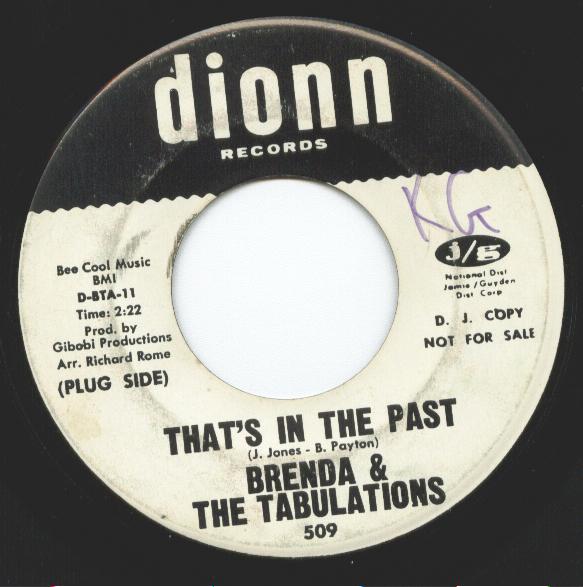 dionn
RECORDS
KG
j/g
National Dist
Jamie/Guyden
Dist Corp
D. J. COPY
NOT FOR SALE
Bee Cool Music
BMI
D-BTA-11
Time: 2:22
Prod. by
Gibobi Productions
Arr. Richard Rome
(PLUG SIDE)
THAT'S IN THE PAST
(J. Jones - B. Payton)
BRENDA &
THE TABULATIONS
509